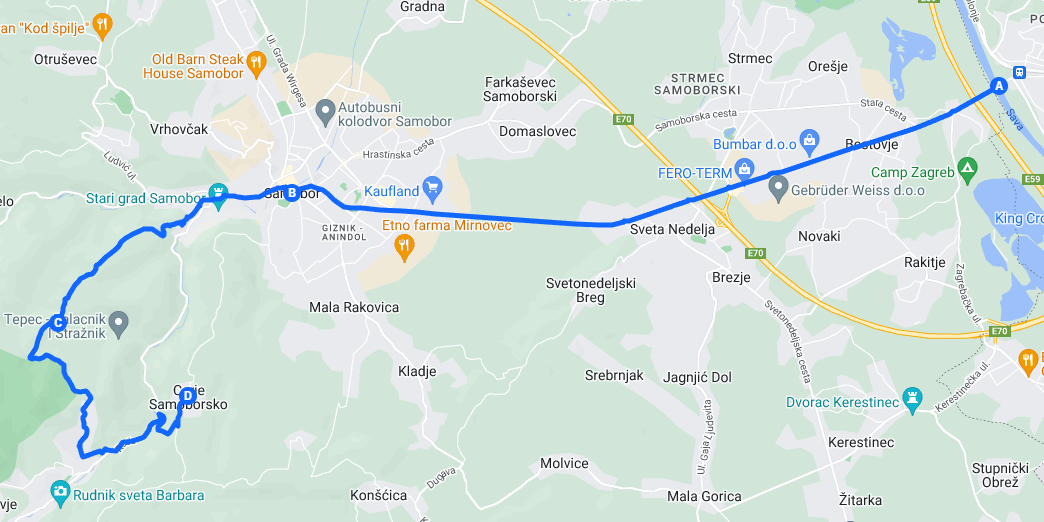 an "Kod špilje"
Otruševec
Gradna
Old Barn Steak
House Samobor
Ul. Grada Wirgesa
Autobusni
kolodvor Samobor
Vrhovčak
Ludvić ul.
Hrastinska cesta
Farkaševec
Samoborski
Domaslovec
E70
STRMEC
SAMOBORSKI
Strmec
Orešje
Samoborska cesta
Stara cesta
A
Sava
Bumbar d.o.o
Bestovje
FERO-TERM
Camp Zagreb
E59
Gebrüder Weiss d.o.o
Stari grad Samobor
B
Samobor
Kaufland
elo
GIZNIK -
ANINDOL
Etno farma Mirnovec
Sveta Nedelja
King Cro
Novaki
E70
Rakitje
Zagrebačka ul.
Brezje
Svetonedeljski
Breg
Mala Rakovica
Svetonedeljska cesta
E70
C
Tepec - Palacnik
i Stražnik
Kladje
Srebrnjak
Jagnjić Dol
Kerestinečka ul.
D
Cerje
Samoborsko
Dvorac Kerestinec
Ul. Gaja Ljudevita
Kerestinec
Molvice
Dugava
Stupnički
Obrež
Rudnik sveta Barbara
Konšćica
Mala Gorica
Žitarka
vje